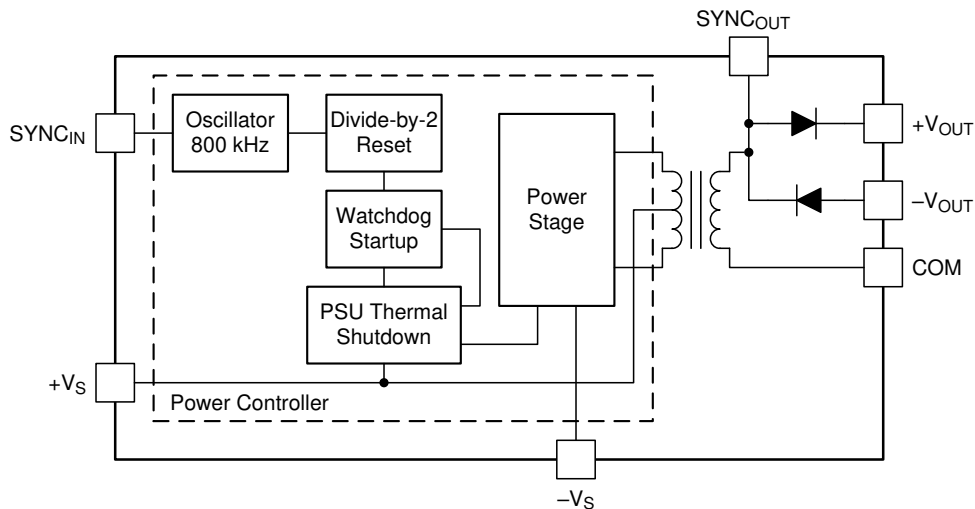 SYNCOUT
SYNCIN
Oscillator
800 kHz
Divide-by-2
Reset
+VOUT
Watchdog
Startup
Power
Stage
–VOUT
COM
PSU Thermal
Shutdown
+VS
Power Controller
–VS